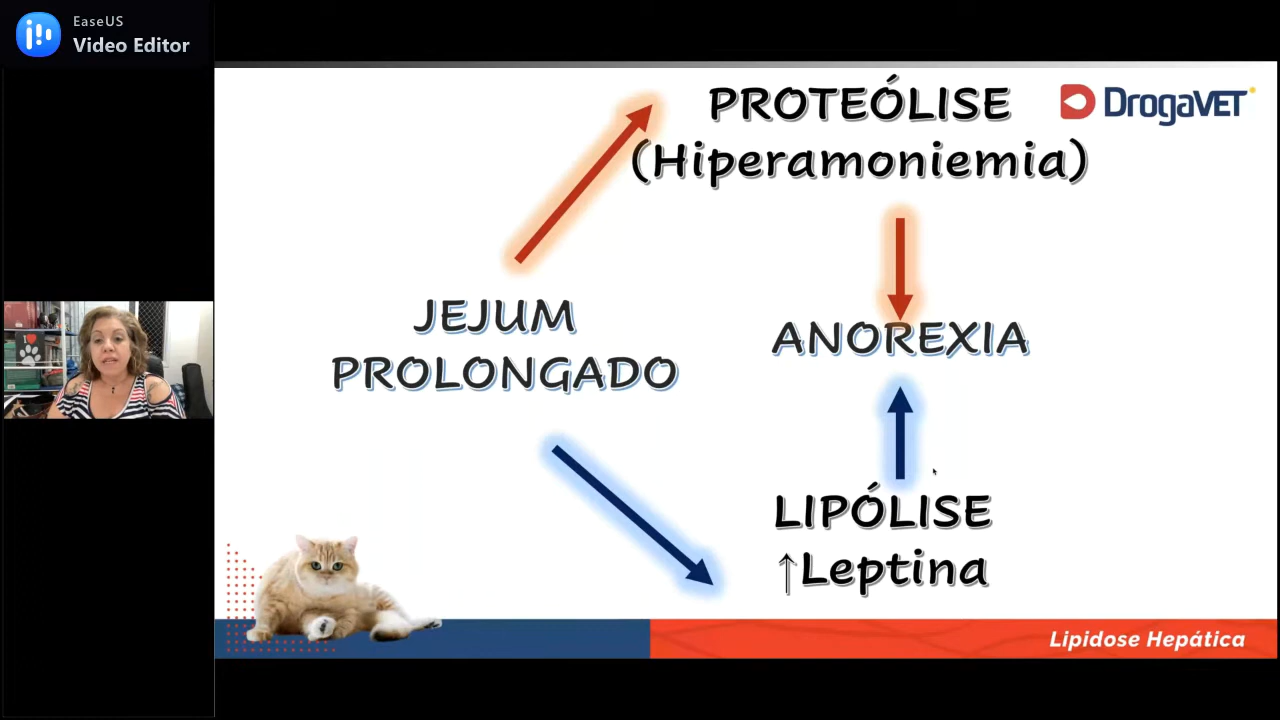 EaseUS
Video Editor
PROTEÓLISE
(Hiperamoniemia)
DrogaVET
JEJUM
PROLONGADO
ANOREXIA
LIPÓLISE
↑Leptina
Lipidose Hepática
I